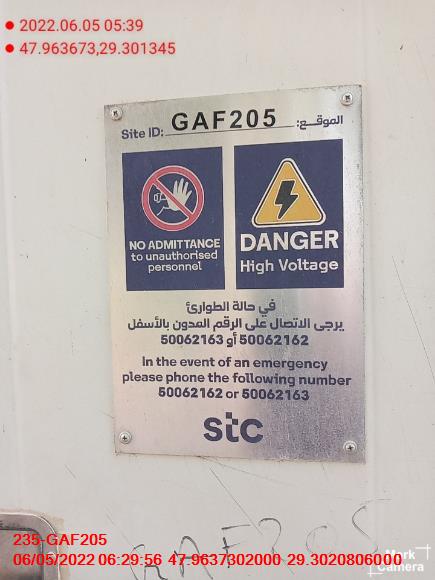 2022.06.05 05:39
47.963673,29.301345
Site ID: GAF205 الموقع:
NO ADMITTANCE
to unauthorised
personnel
DANGER
High Voltage
في حالة الطوارئ
يرجى الاتصال على الرقم المدون بالأسفل
50062162 أو 50062163
In the event of an emergency
please phone the following number
50062162 or 50062163
stc
GAF205
235-GAF205
06/05/2022 06:29:56 47.9637302000 29.3020806000
Mark
Camera